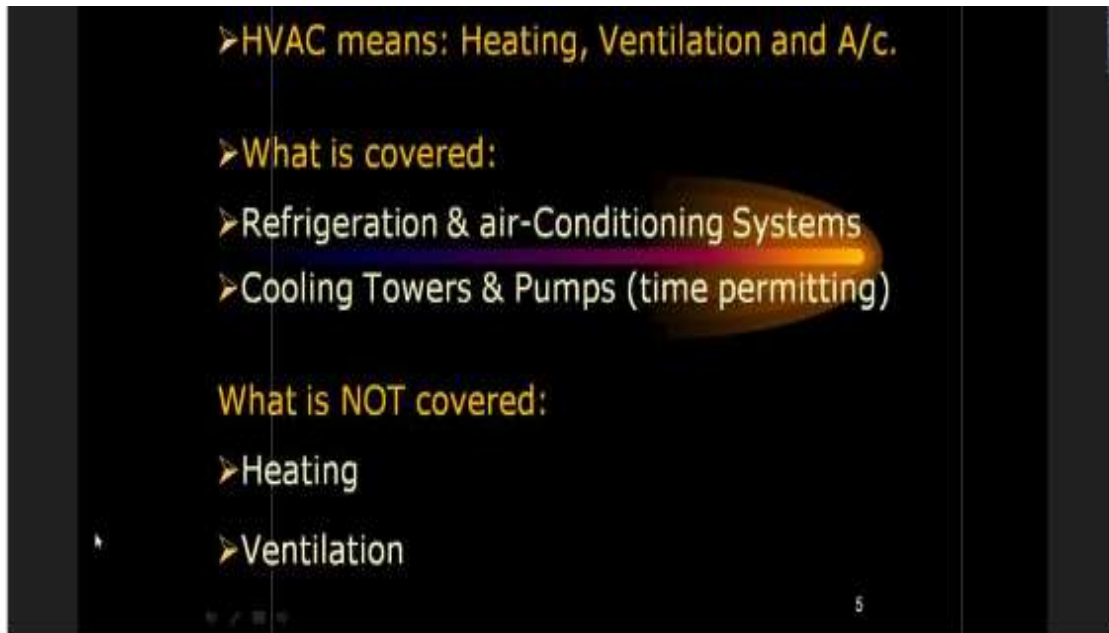 ➢HVAC means: Heating, Ventilation and A/c.
➢What is covered:
➢Refrigeration & air-Conditioning Systems
➢Cooling Towers & Pumps (time permitting)
What is NOT covered:
➢Heating
➢Ventilation
5